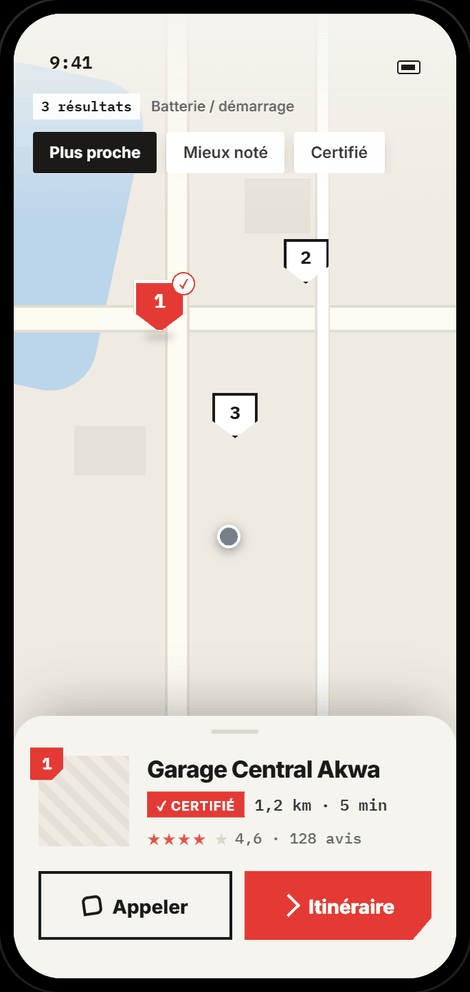 9:41
3 résultats Batterie / démarrage
Plus proche Mieux noté Certifié
2
1 ✓
3
1
Garage Central Akwa
✓ CERTIFIÉ 1,2 km · 5 min
★★★★ ★ 4,6 · 128 avis
Appeler Itinéraire